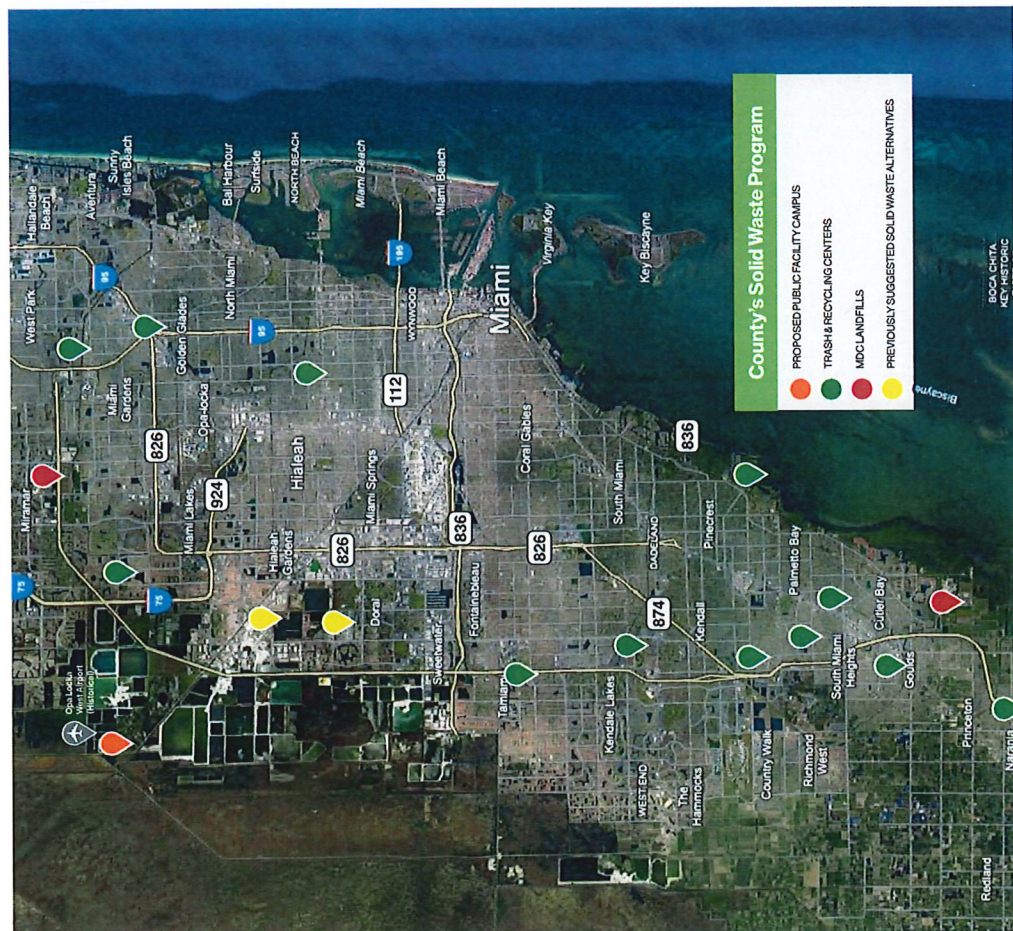 Hallandale
Beach
West Park
Aventura
Sunny
Isles Beach
95
Miramar
Miami
Gardens
Golden Glades
North Miami
Bal Harbour
Surfside
NORTH BEACH
826
Opa-locka
95
75
75
Miami Lakes
924
Hialeah
Opa Locka
West Airport
(Historical)
Hialeah
Gardens
826
Miami Springs
112
WYNWOOD
195
Miami Beach
Miami Beach
Doral
Sweetwater
836
Fontainebleau
Miami
Virginia Key
Key Biscayne
Tamiami
826
Coral Gables
Kendale Lakes
874
South Miami
DADELAND
WEST END
The
Hammocks
Kendall
Pinecrest
836
Country Walk
Richmond
West
South Miami
Heights
Palmetto Bay
Cutler Bay
Goulds
Princeton
Naranja
Redland
Biscayne
BOCA CHITA
KEY HISTORIC
County's Solid Waste Program
PROPOSED PUBLIC FACILITY CAMPUS
TRASH & RECYCLING CENTERS
MDC LANDFILLS
PREVIOUSLY SUGGESTED SOLID WASTE ALTERNATIVES